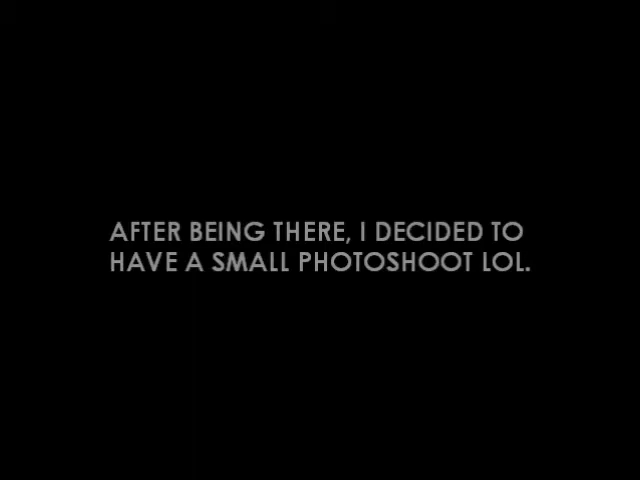 AFTER BEING THERE, I DECIDED TO
HAVE A SMALL PHOTOSHOOT LOL.